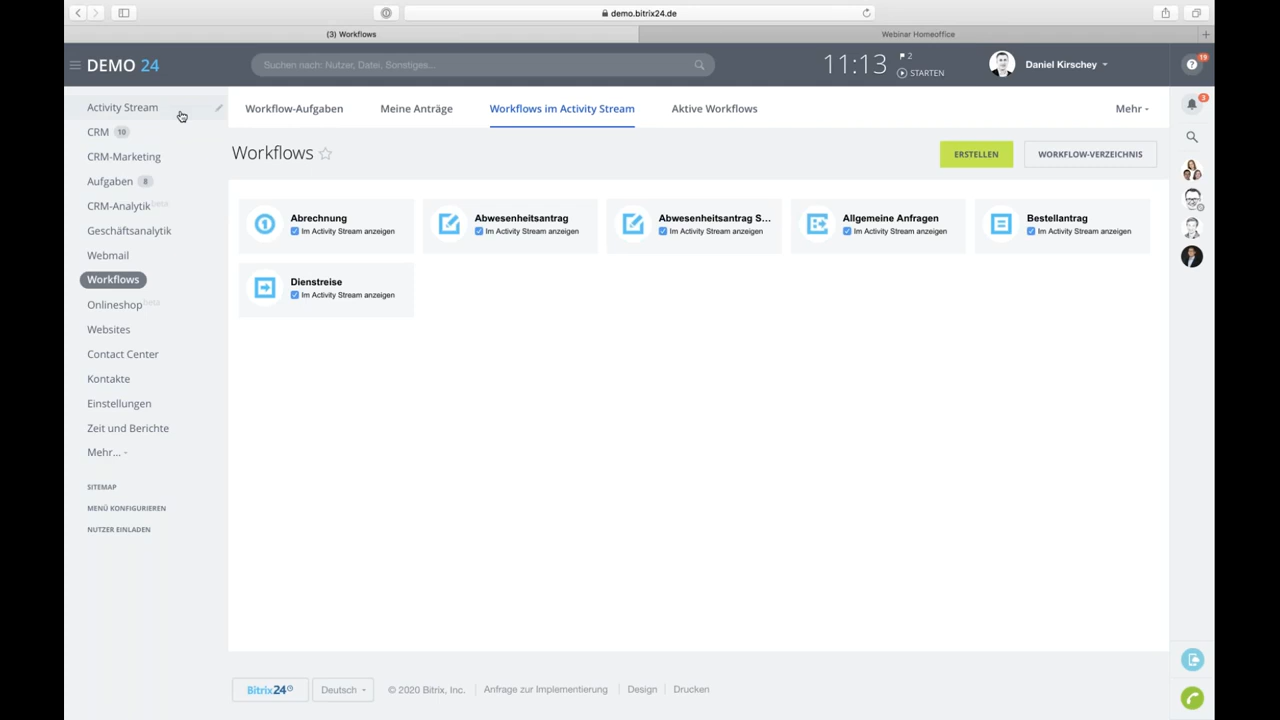 demo.bitrix24.de
(3) Workflows
Webinar Homeoffice
DEMO 24
Suchen nach: Nutzer, Datei, Sonstiges...
11:13
2
STARTEN
Daniel Kirschey
19
Activity Stream
CRM 10
CRM-Marketing
Aufgaben 8
CRM-Analytik beta
Geschäftsanalytik
Webmail
Workflows
Onlineshop beta
Websites
Contact Center
Kontakte
Einstellungen
Zeit und Berichte
Mehr...
SITEMAP
MENÜ KONFIGURIEREN
NUTZER EINLADEN
Workflow-Aufgaben
Meine Anträge
Workflows im Activity Stream
Aktive Workflows
Mehr
3
Workflows
ERSTELLEN
WORKFLOW-VERZEICHNIS
Abrechnung
Im Activity Stream anzeigen
Abwesenheitsantrag
Im Activity Stream anzeigen
Abwesenheitsantrag S...
Im Activity Stream anzeigen
Allgemeine Anfragen
Im Activity Stream anzeigen
Bestellantrag
Im Activity Stream anzeigen
Dienstreise
Im Activity Stream anzeigen
Bitrix24
Deutsch
© 2020 Bitrix, Inc.
Anfrage zur Implementierung
Design
Drucken